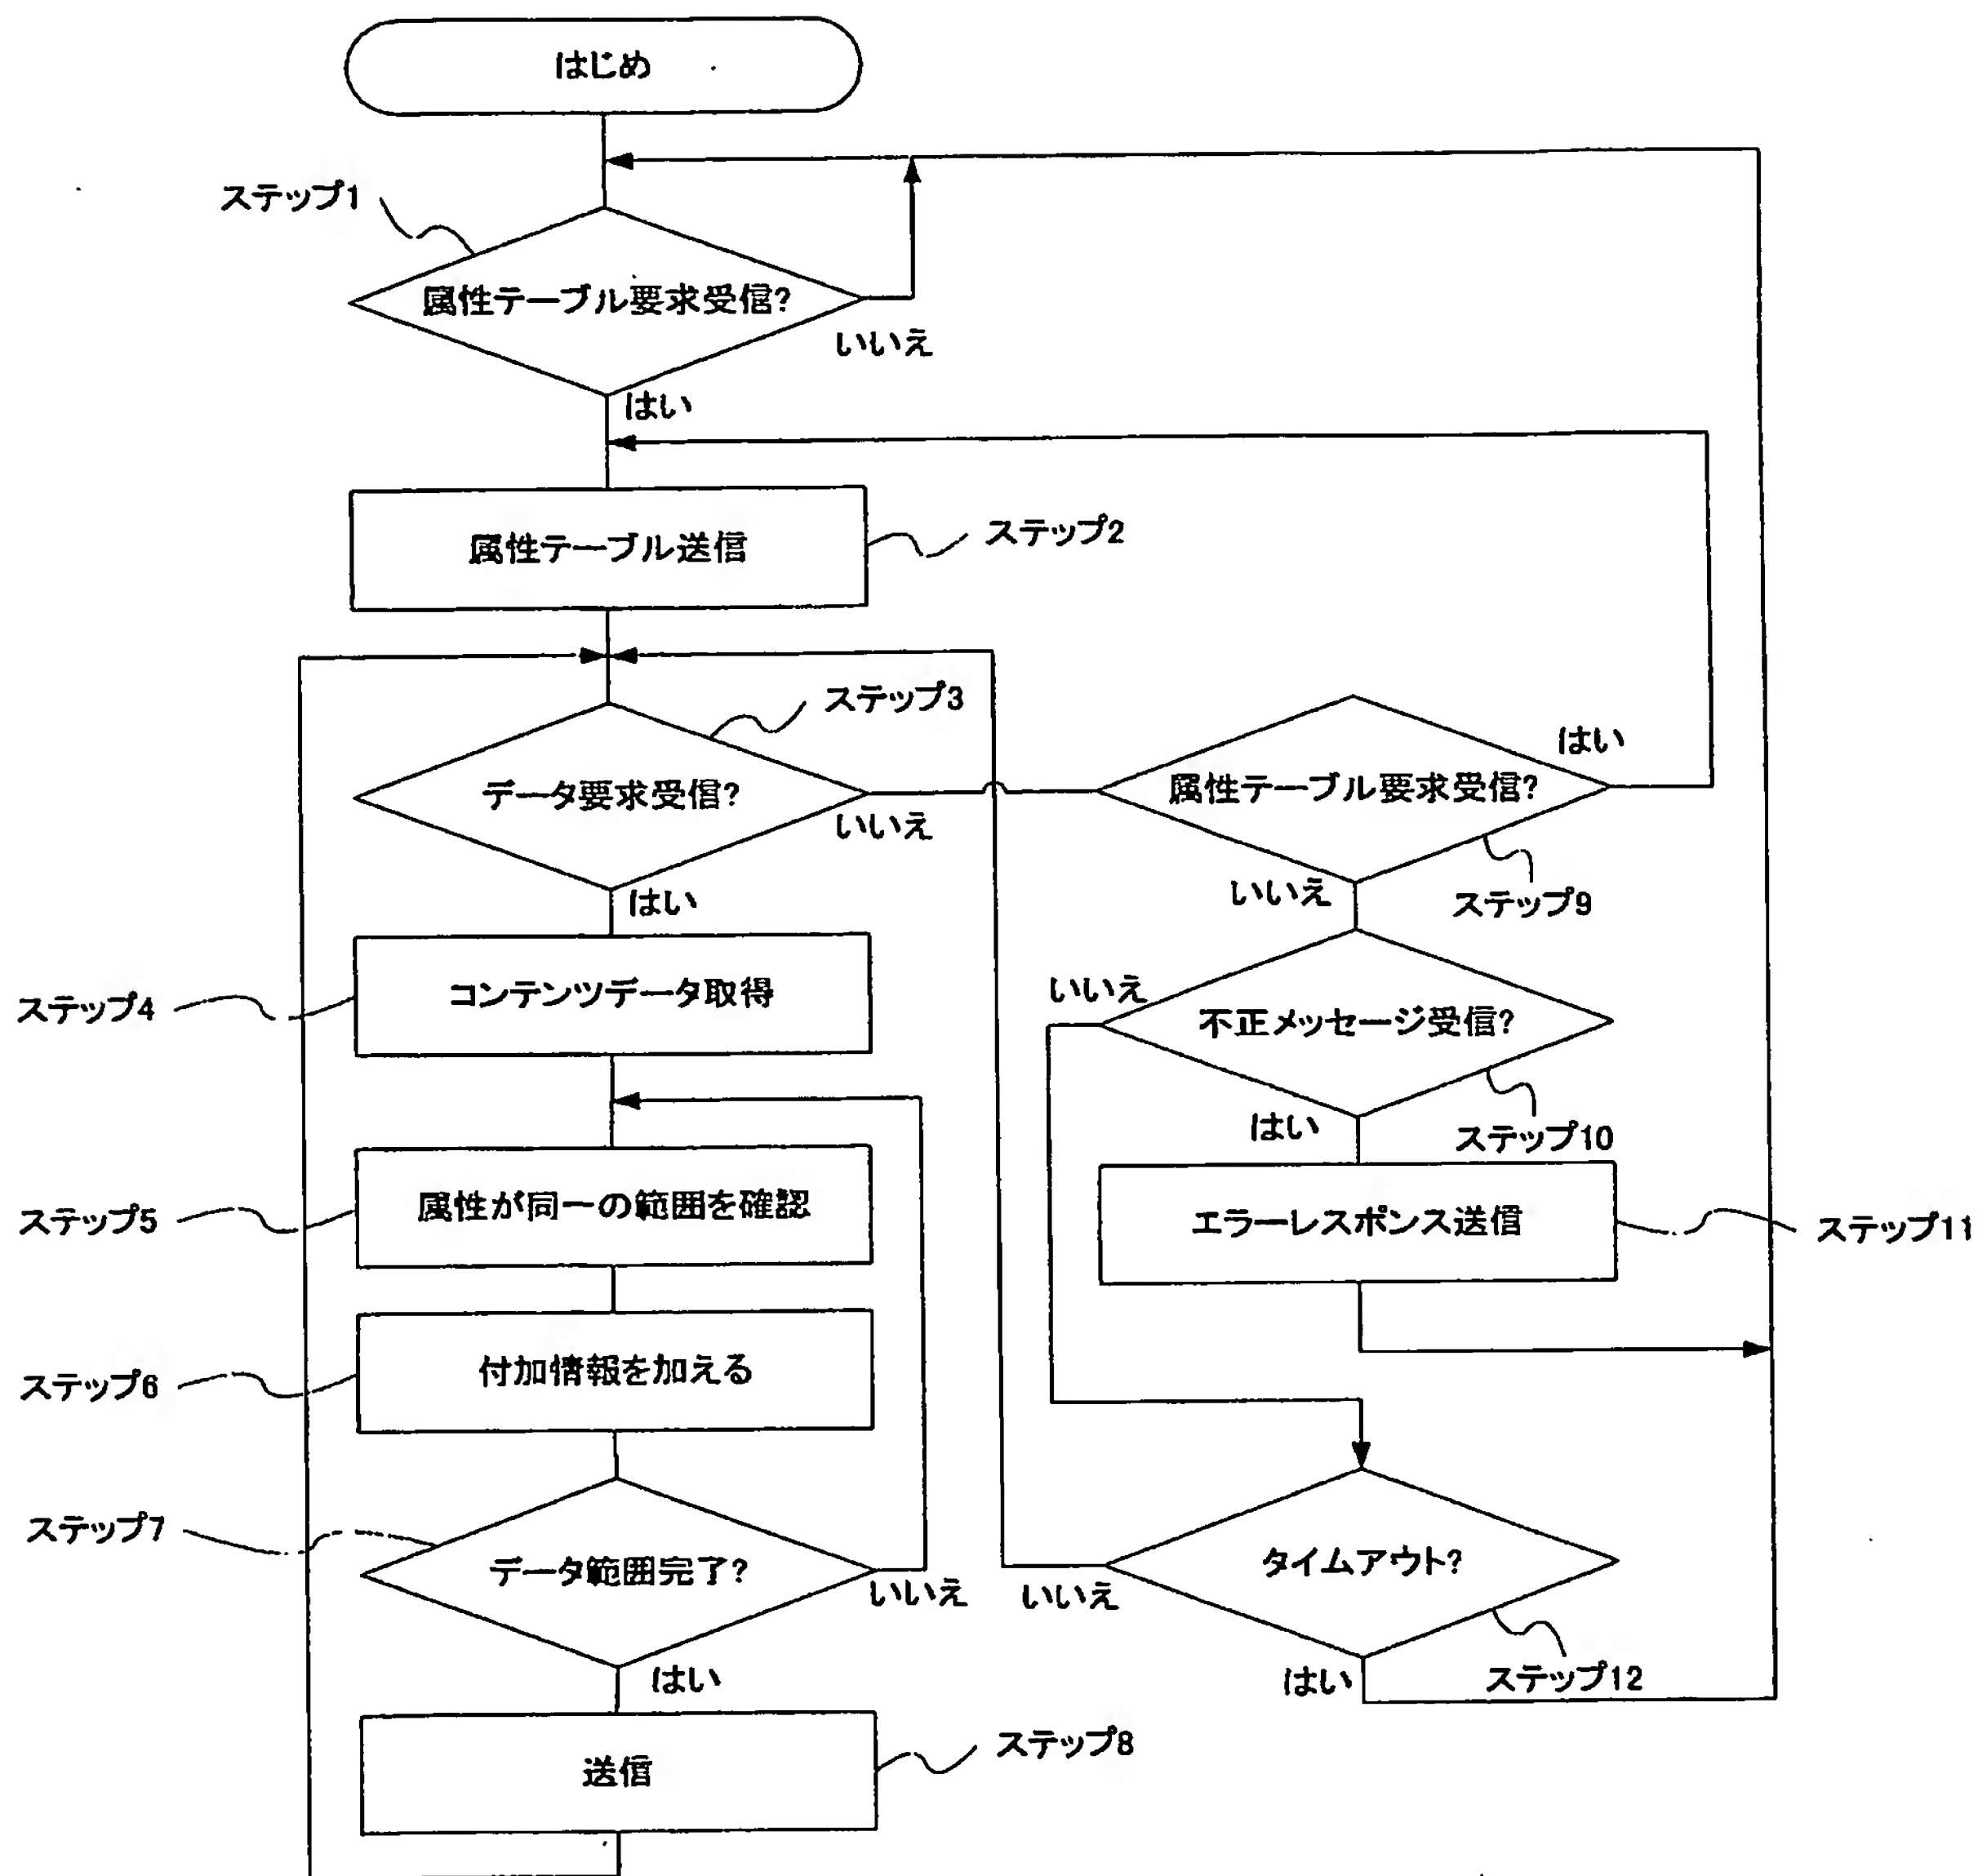 はじめ
ステップ1
属性テーブル要求受信?
いいえ
はい
属性テーブル送信
ステップ2
ステップ3
データ要求受信?
いいえ
はい
属性テーブル要求受信?
はい
いいえ
ステップ9
ステップ4
コンテンツデータ取得
いいえ
不正メッセージ受信?
はい
ステップ10
ステップ5
属性が同一の範囲を確認
エラーレスポンス送信
ステップ11
ステップ6
付加情報を加える
ステップ7
データ範囲完了?
いいえ
はい
タイムアウト?
いいえ
はい
ステップ12
送信
ステップ8